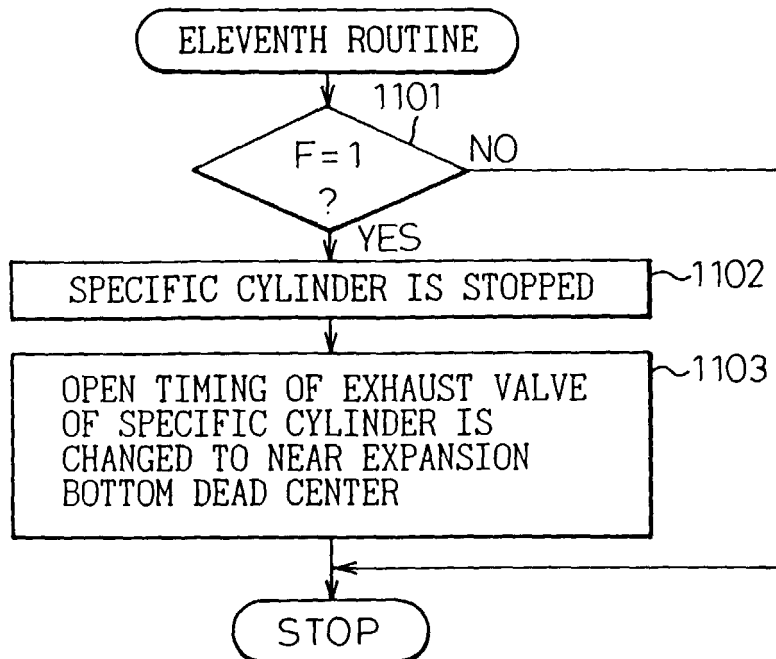 ELEVENTH ROUTINE
1101
F=1
?
NO
YES
SPECIFIC CYLINDER IS STOPPED
1102
OPEN TIMING OF EXHAUST VALVE
OF SPECIFIC CYLINDER IS
CHANGED TO NEAR EXPANSION
BOTTOM DEAD CENTER
1103
STOP